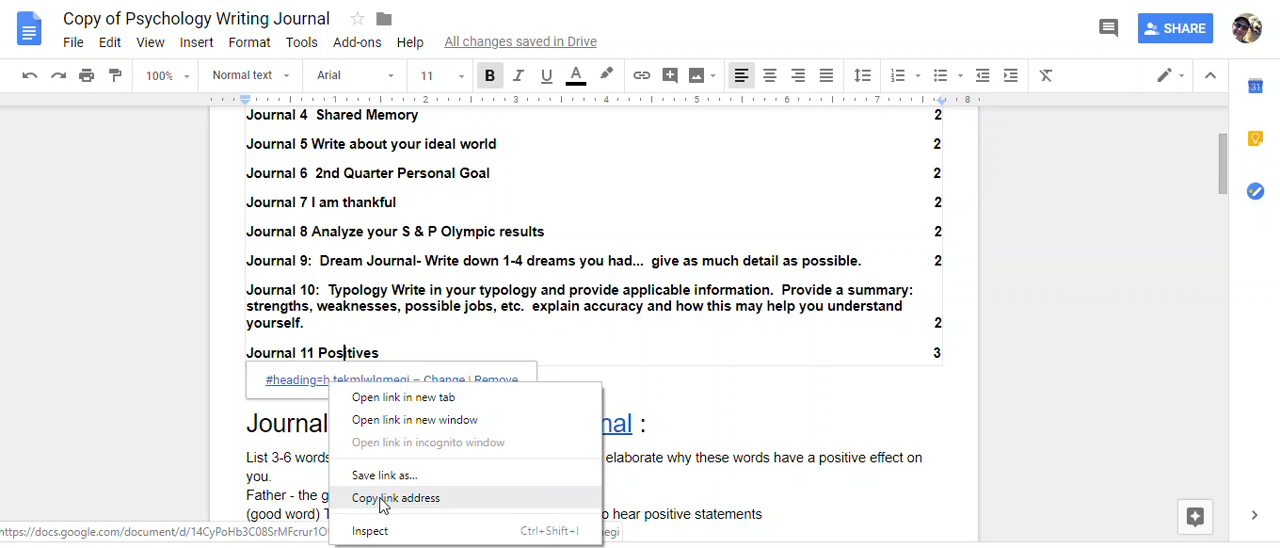 Copy of Psychology Writing Journal
SHARE
File Edit View Insert Format Tools Add-ons Help All changes saved in Drive
100% Normal text Arial 11 B I U A
2 3 4 5 6 7 8
31
Journal 4 Shared Memory 2
Journal 5 Write about your ideal world 2
Journal 6 2nd Quarter Personal Goal 2
Journal 7 I am thankful 2
Journal 8 Analyze your S & P Olympic results 2
Journal 9: Dream Journal- Write down 1-4 dreams you had... give as much detail as possible. 2
Journal 10: Typology Write in your typology and provide applicable information. Provide a summary:
strengths, weaknesses, possible jobs, etc. explain accuracy and how this may help you understand
yourself. 2
Journal 11 Positives 3
Change | Remove
Open link in new tab
Open link in new window
Open link in incognito window
Save link as...
Copy link address
Inspect Ctrl+Shift+I
Journal nal :
List 3-6 words elaborate why these words have a positive effect on
you.
Father - the g
(good word) T o hear positive statements